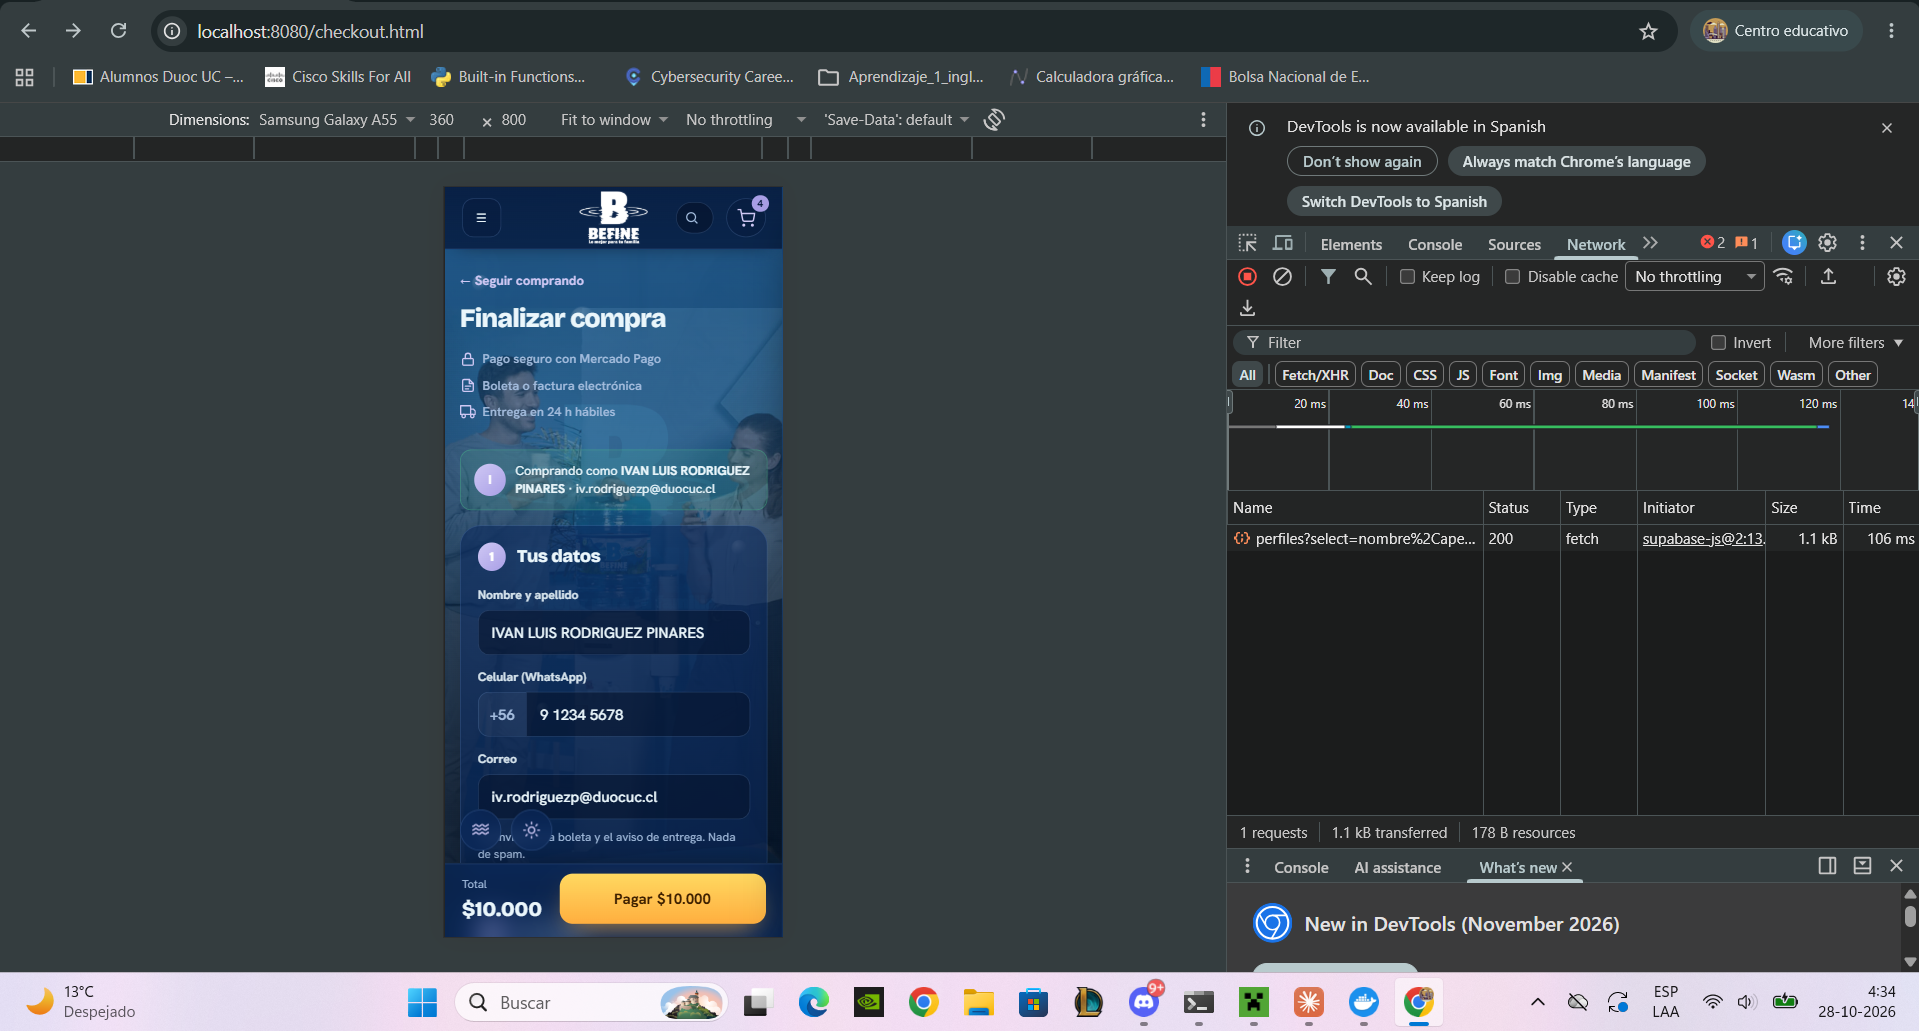 localhost:8080/checkout.html
Centro educativo
Alumnos Duoc UC –...
Cisco Skills For All
Built-in Functions...
Cybersecurity Caree...
Aprendizaje_1_ingl...
Calculadora gráfica...
Bolsa Nacional de E...
Dimensions: Samsung Galaxy A55 360 × 800 Fit to window No throttling 'Save-Data': default
B
BEFINE
4
← Seguir comprando
Finalizar compra
Pago seguro con Mercado Pago
Boleta o factura electrónica
Entrega en 24 h hábiles
I
Comprando como IVAN LUIS RODRIGUEZ
PINARES · iv.rodriguezp@duocuc.cl
1 Tus datos
Nombre y apellido
IVAN LUIS RODRIGUEZ PINARES
Celular (WhatsApp)
+56 9 1234 5678
Correo
iv.rodriguezp@duocuc.cl
a boleta y el aviso de entrega. Nada
de spam.
Total
$10.000
Pagar $10.000
DevTools is now available in Spanish
Don't show again
Always match Chrome's language
Switch DevTools to Spanish
Elements Console Sources Network 2 1
Keep log Disable cache No throttling
Filter Invert More filters
All Fetch/XHR Doc CSS JS Font Img Media Manifest Socket Wasm Other
20 ms 40 ms 60 ms 80 ms 100 ms 120 ms 14
Name Status Type Initiator Size Time
perfiles?select=nombre%2Cape... 200 fetch supabase-js@2:13. 1.1 kB 106 ms
1 requests 1.1 kB transferred 178 B resources
Console AI assistance What's new
New in DevTools (November 2026)
13°C
Despejado
Buscar
9+
ESP
LAA
4:34
28-10-2026